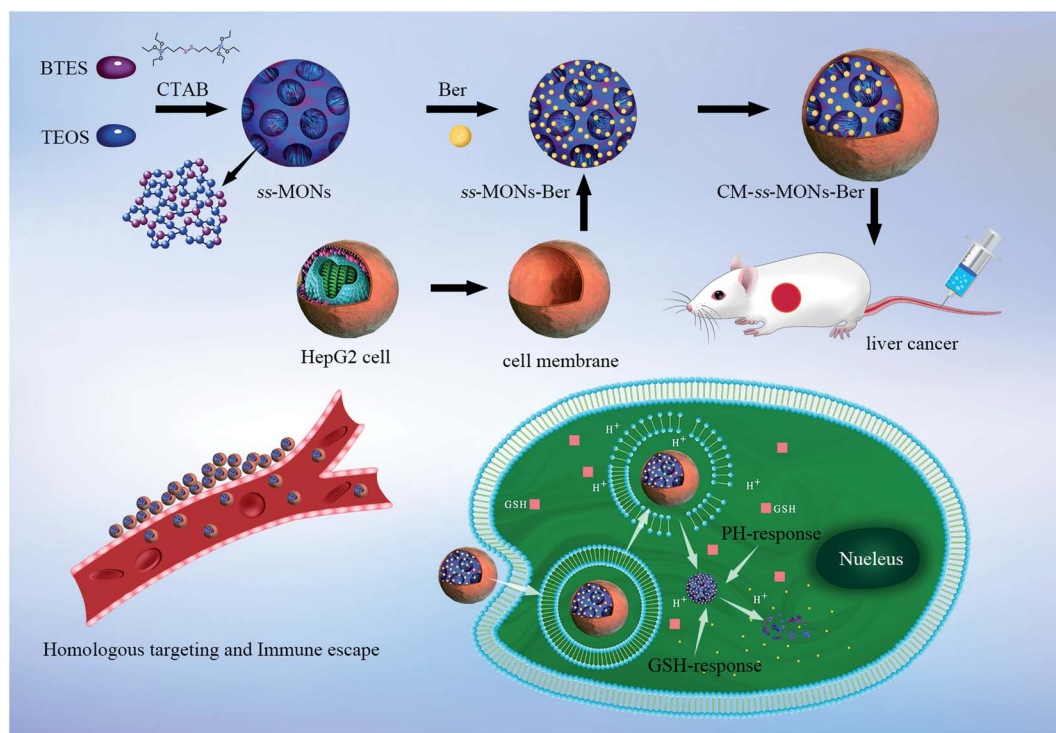 BTES
CTAB
TEOS
Ber
ss-MONs
ss-MONs-Ber
CM-ss-MONs-Ber
HepG2 cell
cell membrane
liver cancer
Homologous targeting and Immune escape
H+
H+
H+
H+
GSH
GSH
PH-response
Nueleus
H+
H+
GSH-response